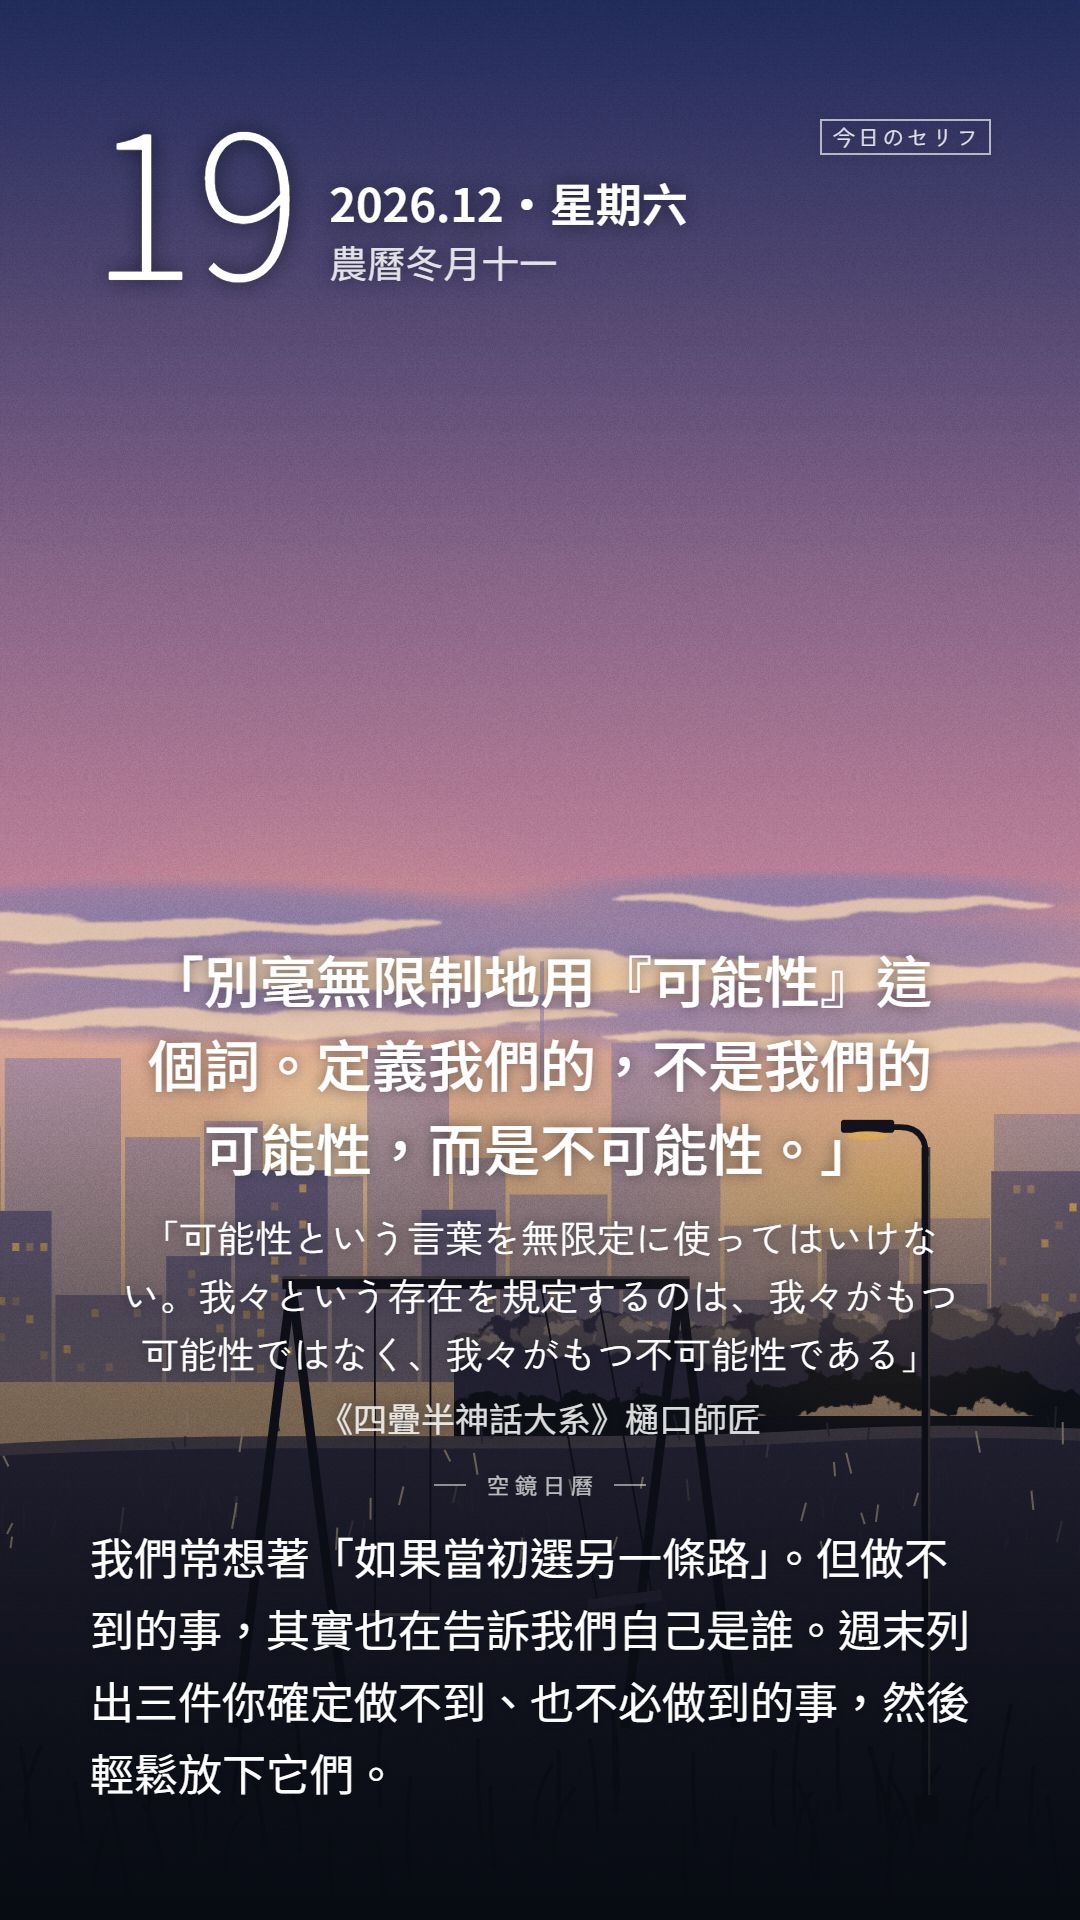 19
2026.12・星期六
農曆冬月十一
今日のセリフ
「別毫無限制地用『可能性』這
個詞。定義我們的，不是我們的
可能性，而是不可能性。」
「可能性という言葉を無限定に使ってはいけな
い。我々という存在を規定するのは、我々がもつ
可能性ではなく、我々がもつ不可能性である」
《四疊半神話大系》樋口師匠
空鏡日曆
我們常想著「如果當初選另一條路」。但做不
到的事，其實也在告訴我們自己是誰。週末列
出三件你確定做不到、也不必做到的事，然後
輕鬆放下它們。